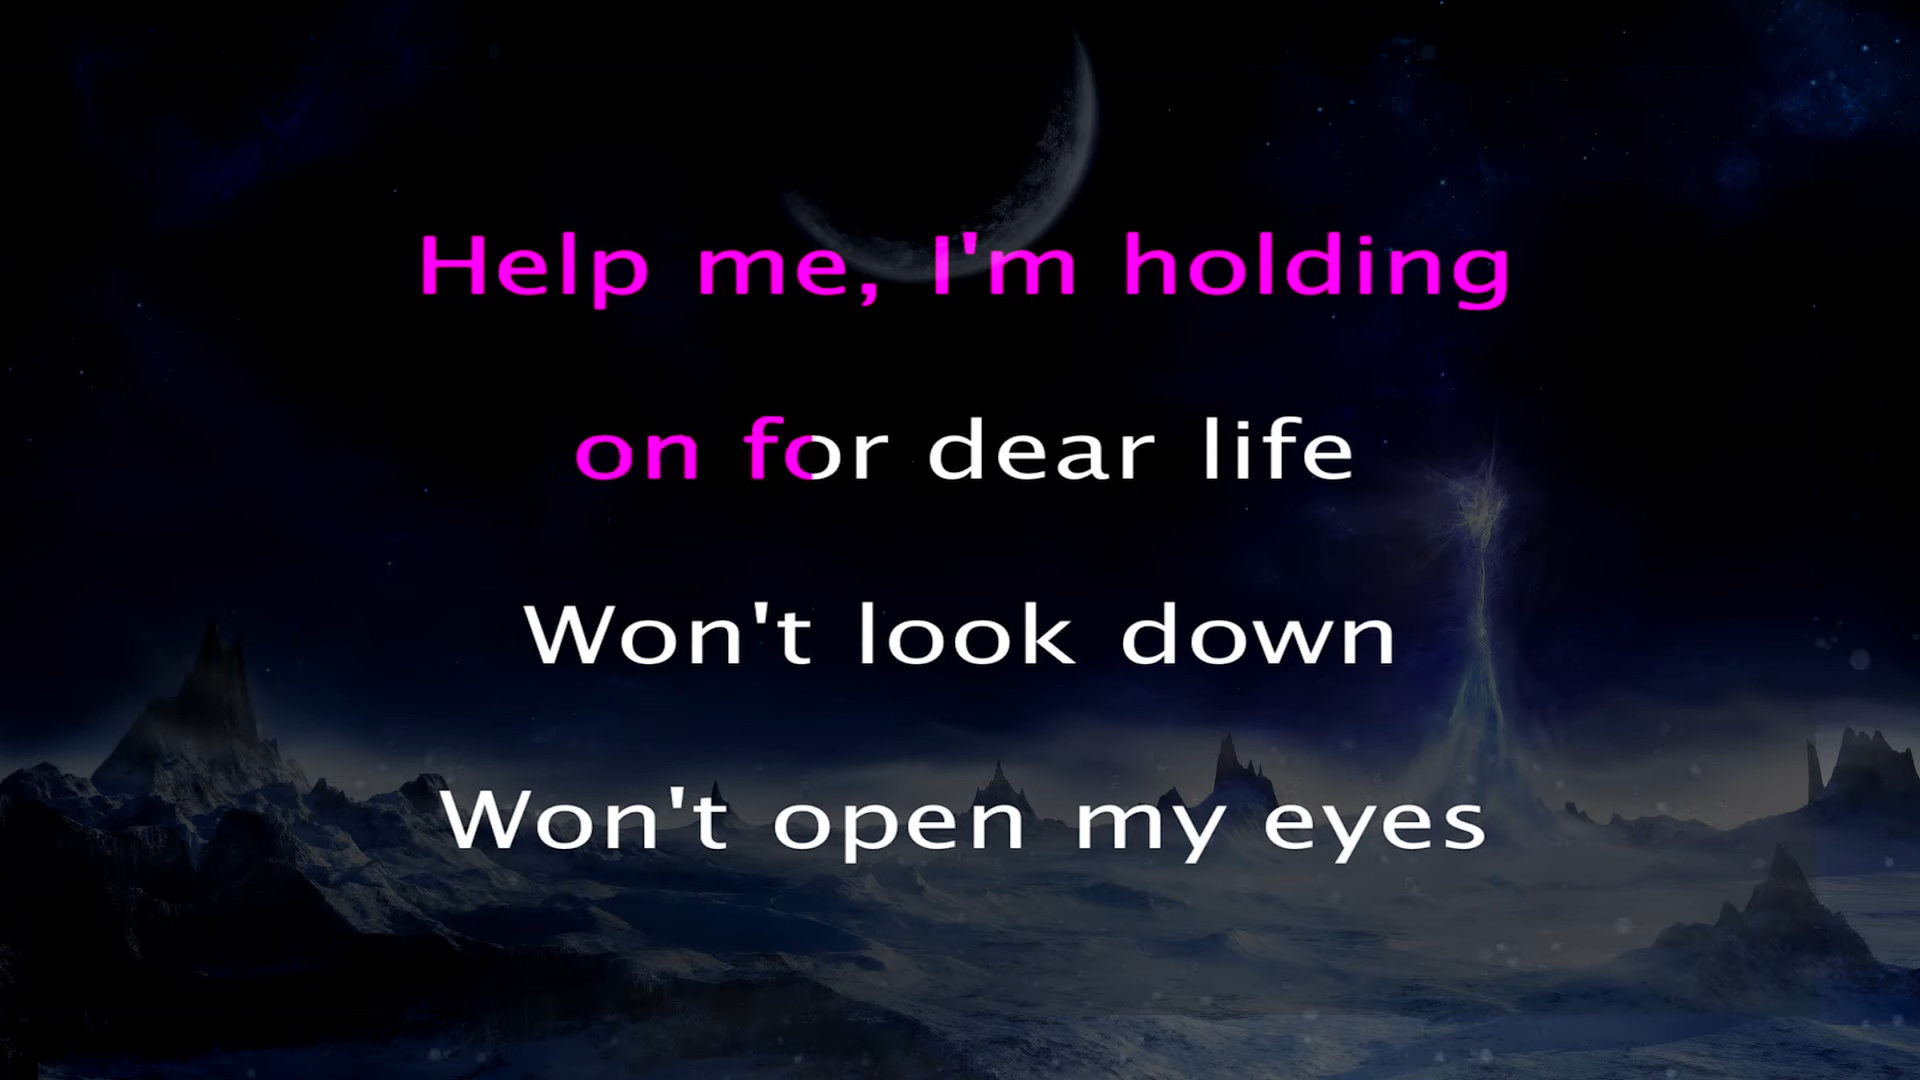 Help me, I'm holding
on for dear life
Won't look down
Won't open my eyes